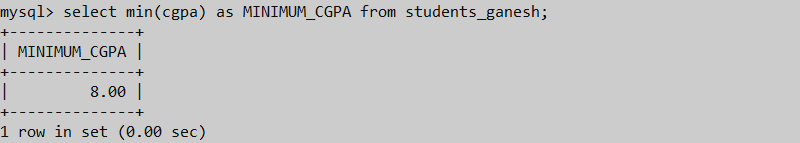 mysql> select min(cgpa) as MINIMUM_CGPA from students_ganesh;
+--------------+
| MINIMUM_CGPA |
+--------------+
|         8.00 |
+--------------+
1 row in set (0.00 sec)